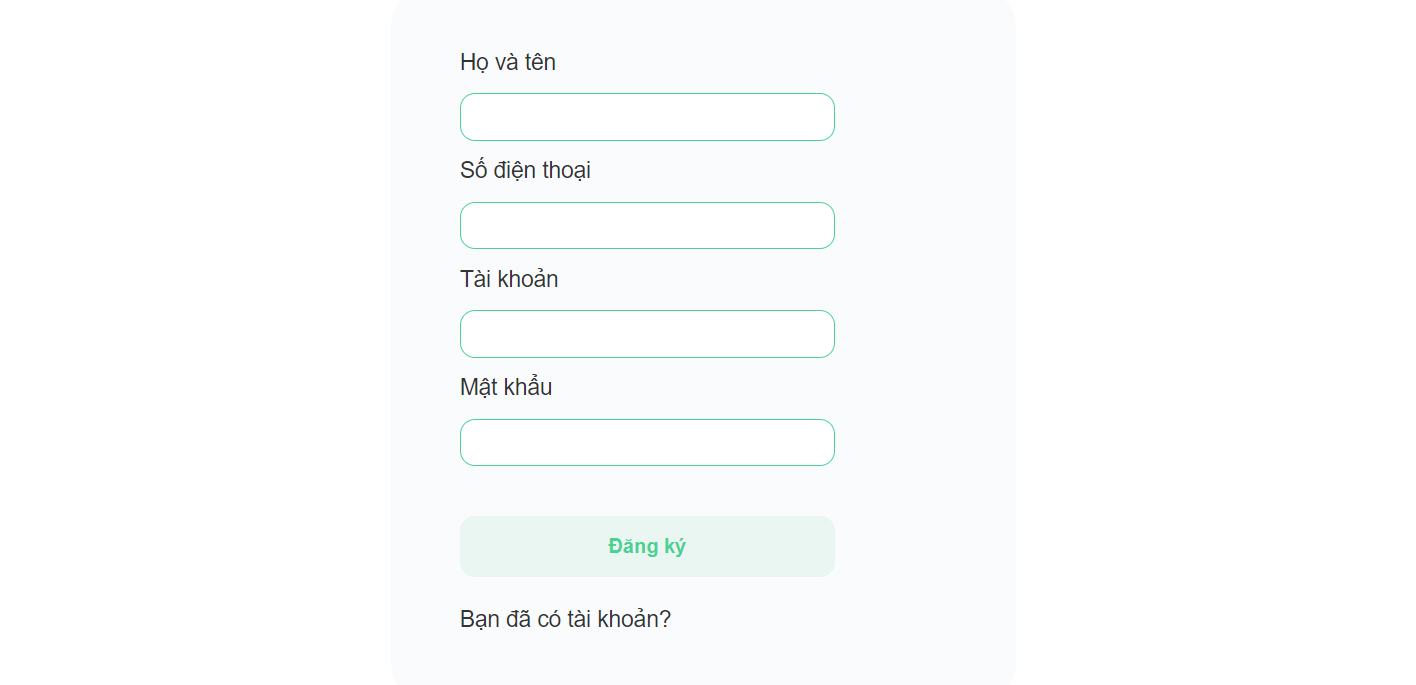 Họ và tên
Số điện thoại
Tài khoản
Mật khẩu
Đăng ký
Bạn đã có tài khoản?